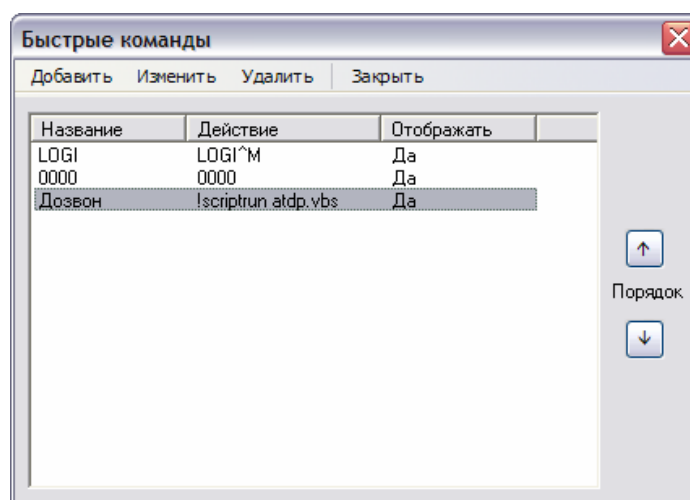 Быстрые команды
Добавить Изменить Удалить Закрыть
Название Действие Отображать
LOGI LOGI^M Да
0000 0000 Да
Дозвон !scriptrun atdp.vbs Да
Порядок